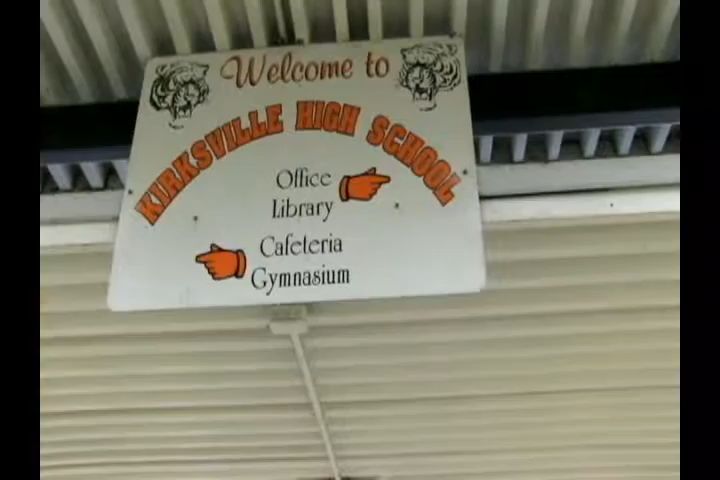 Welcome to
KIRKSVILLE HIGH SCHOOL
Office
Library
Cafeteria
Gymnasium